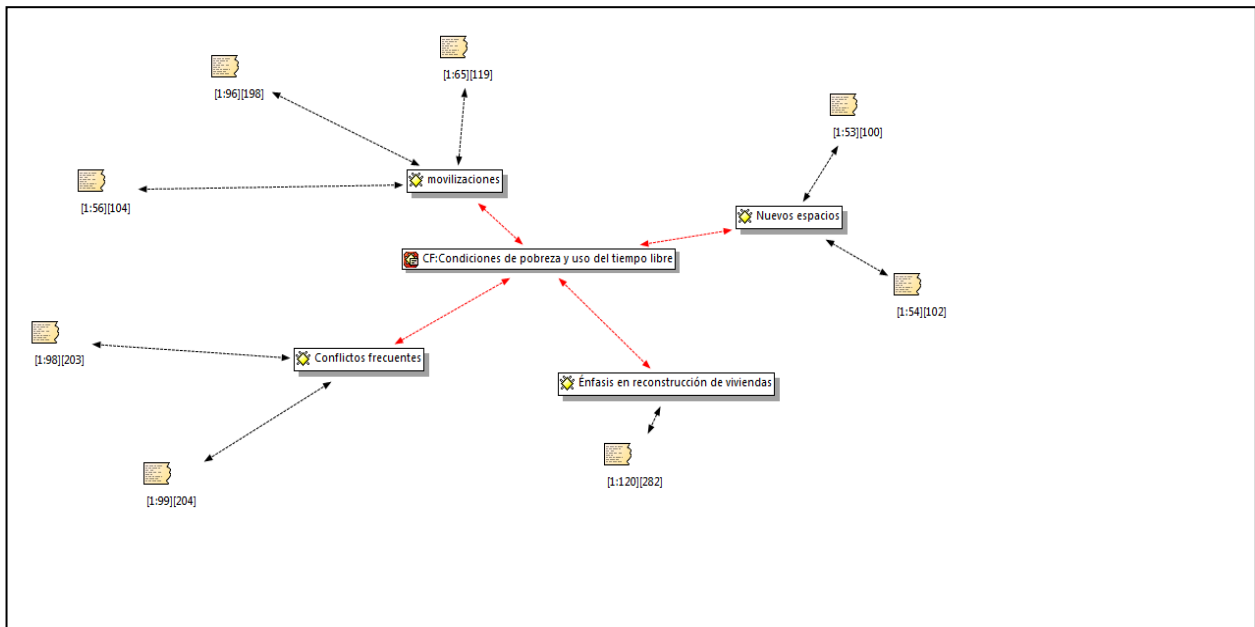 [1:65][119]
[1:96][198]
[1:53][100]
movilizaciones
[1:56][104]
Nuevos espacios
CF:Condiciones de pobreza y uso del tiempo libre
[1:54][102]
Conflictos frecuentes
[1:98][203]
Énfasis en reconstrucción de viviendas
[1:120][282]
[1:99][204]